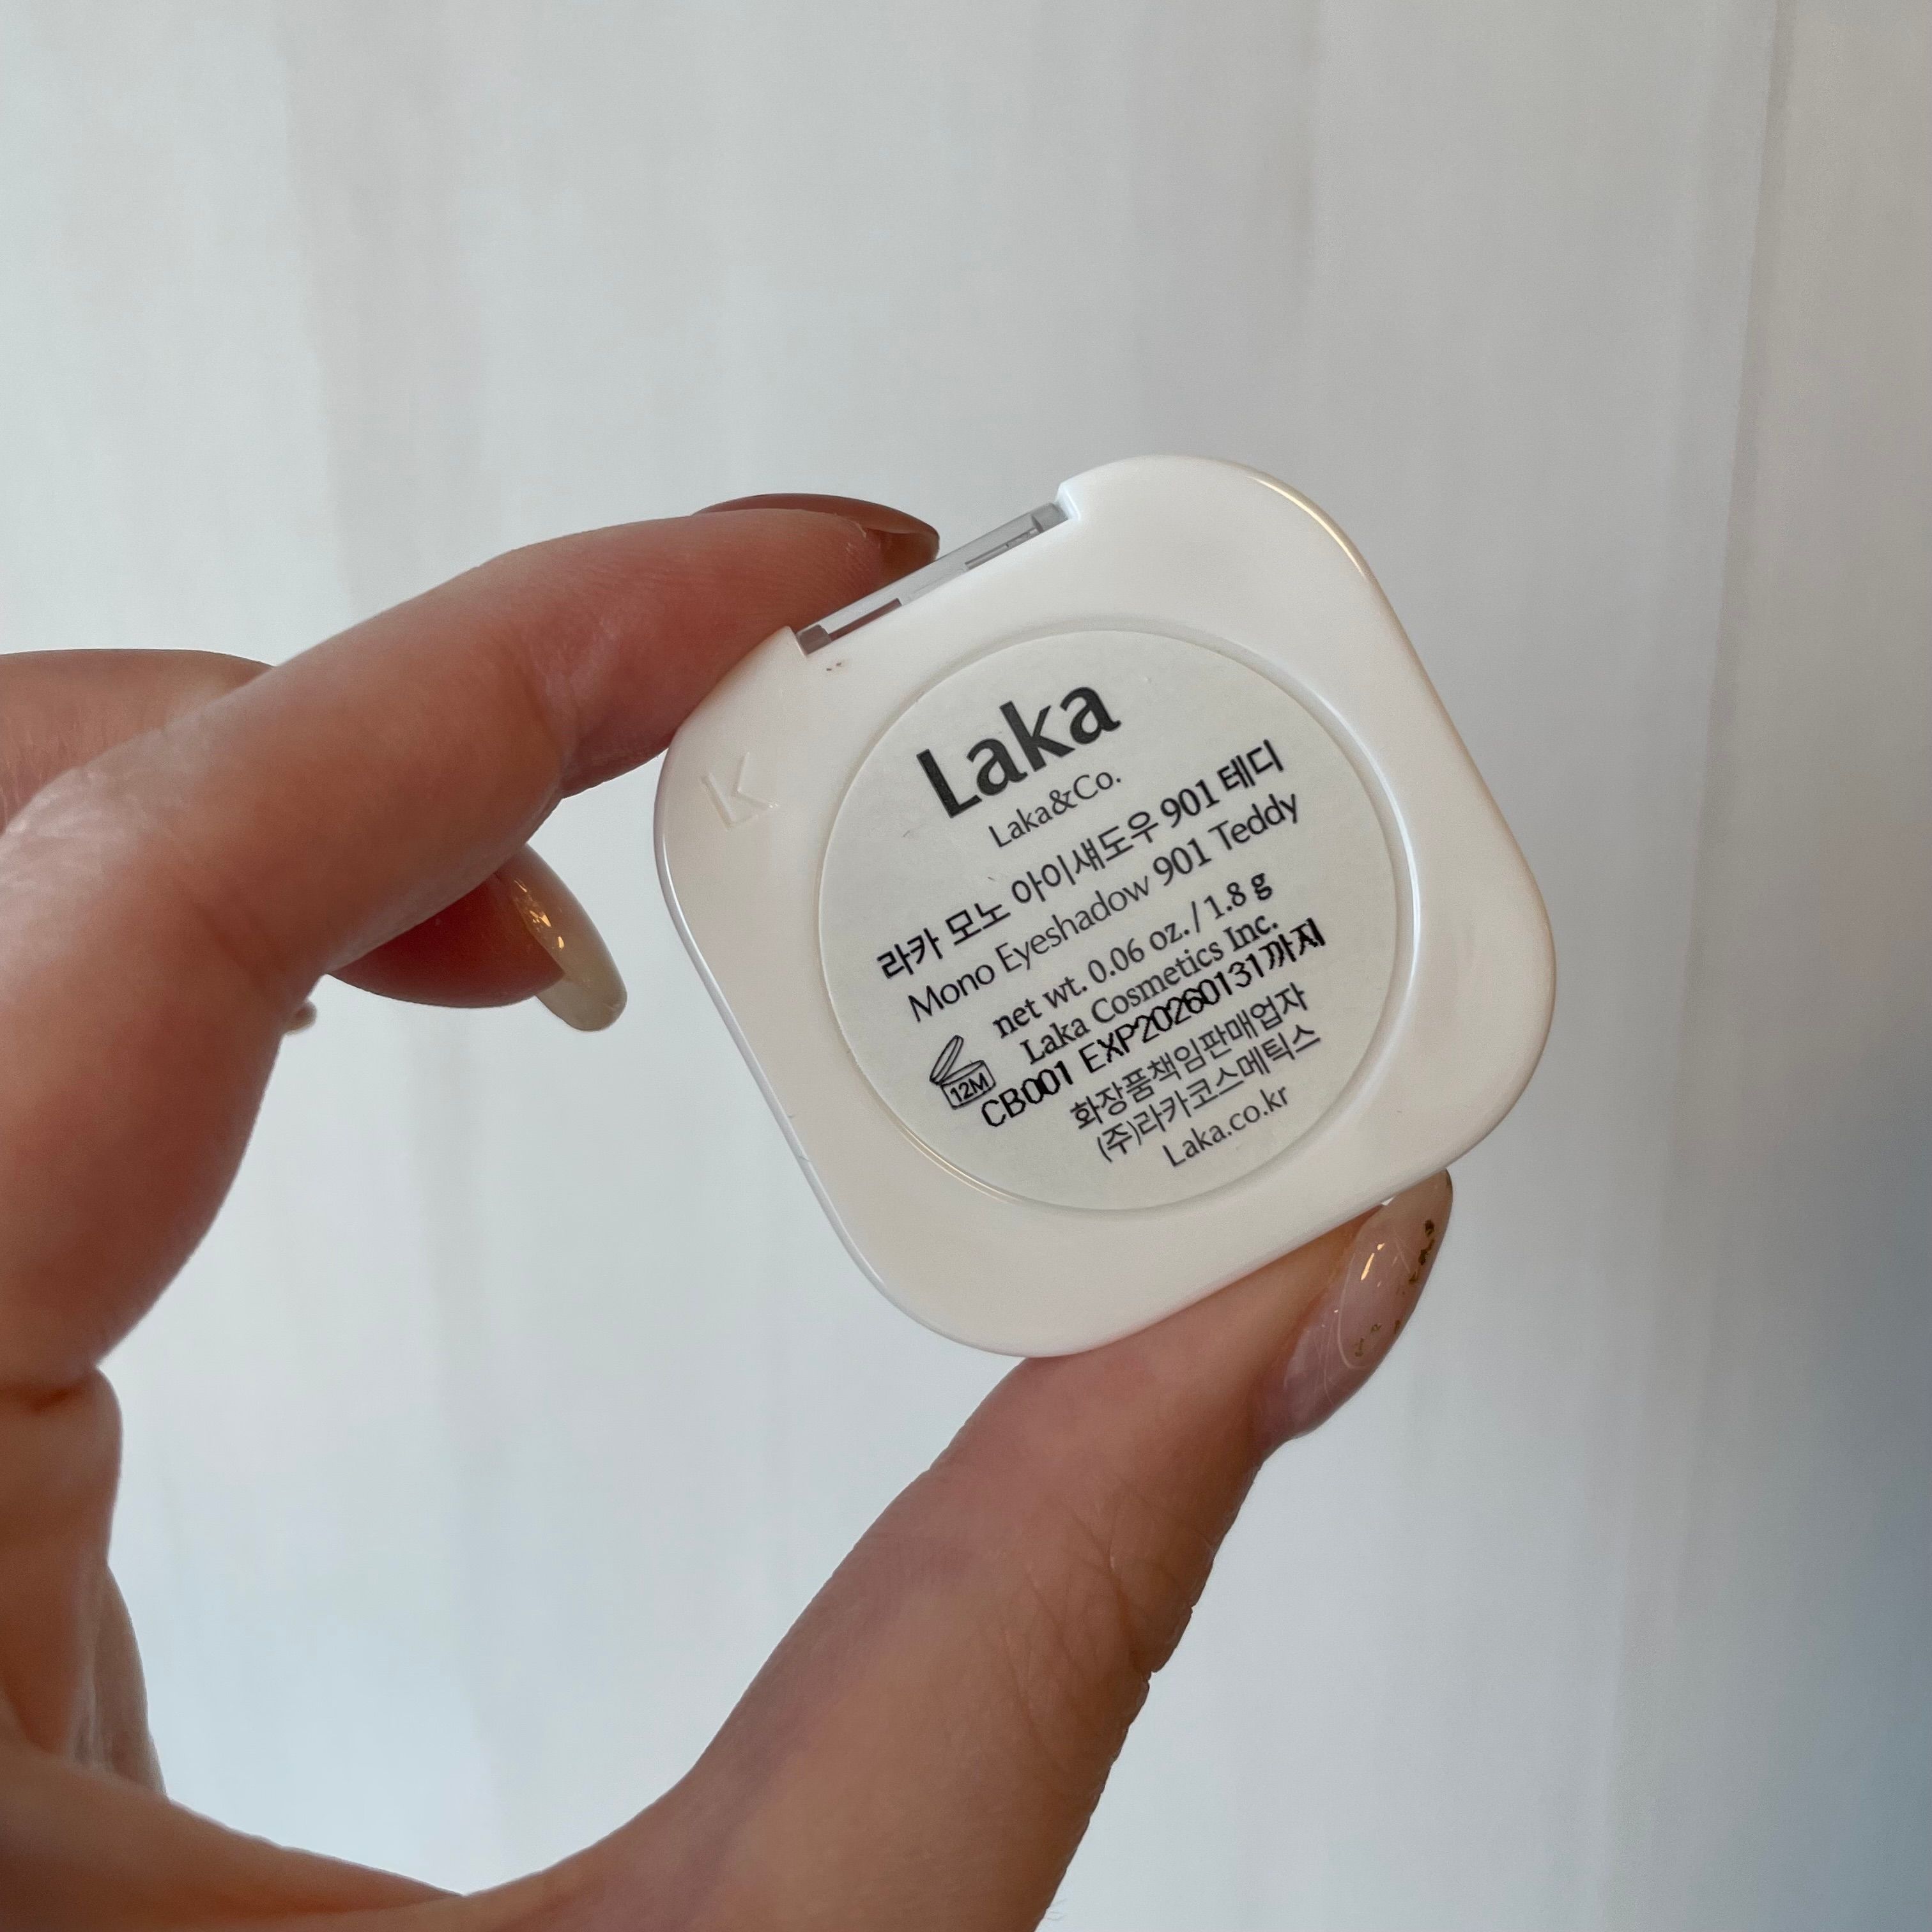 K
Laka
Laka&Co.
라카 모노 아이섀도우 901 테디
Mono Eyeshadow 901 Teddy
net wt. 0.06 oz. / 1.8 g
Laka Cosmetics Inc.
12M
CB001 EXP20260131까지
화장품책임판매업자
(주)라카코스메틱스
Laka.co.kr